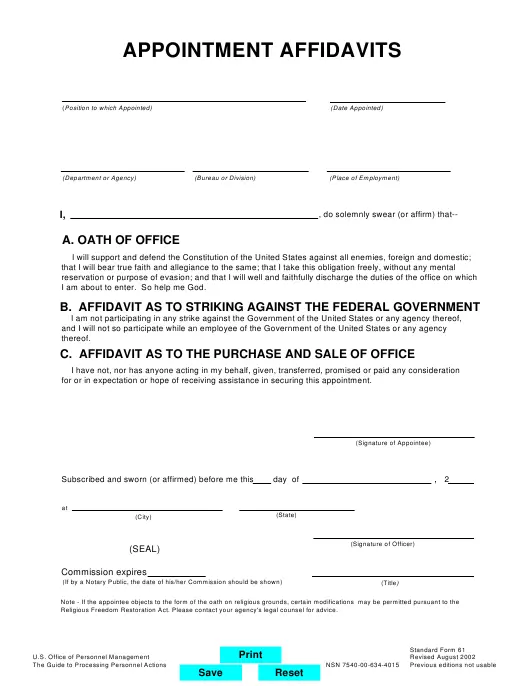 APPOINTMENT AFFIDAVITS
(Position to which Appointed) (Date Appointed)
(Department or Agency) (Bureau or Division) (Place of Employment)
I, , do solemnly swear (or affirm) that--
A. OATH OF OFFICE
I will support and defend the Constitution of the United States against all enemies, foreign and domestic;
that I will bear true faith and allegiance to the same; that I take this obligation freely, without any mental
reservation or purpose of evasion; and that I will well and faithfully discharge the duties of the office on which
I am about to enter. So help me God.
B. AFFIDAVIT AS TO STRIKING AGAINST THE FEDERAL GOVERNMENT
I am not participating in any strike against the Government of the United States or any agency thereof,
and I will not so participate while an employee of the Government of the United States or any agency
thereof.
C. AFFIDAVIT AS TO THE PURCHASE AND SALE OF OFFICE
I have not, nor has anyone acting in my behalf, given, transferred, promised or paid any consideration
for or in expectation or hope of receiving assistance in securing this appointment.
(Signature of Appointee)
Subscribed and sworn (or affirmed) before me this day of , 2
at
(City) (State)
(Signature of Officer)
(SEAL)
Commission expires
(If by a Notary Public, the date of his/her Commission should be shown) (Title)
Note - If the appointee objects to the form of the oath on religious grounds, certain modifications may be permitted pursuant to the
Religious Freedom Restoration Act. Please contact your agency's legal counsel for advice.
U.S. Office of Personnel Management
The Guide to Processing Personnel Actions
Print
Save Reset
NSN 7540-00-634-4015
Standard Form 61
Revised August 2002
Previous editions not usable